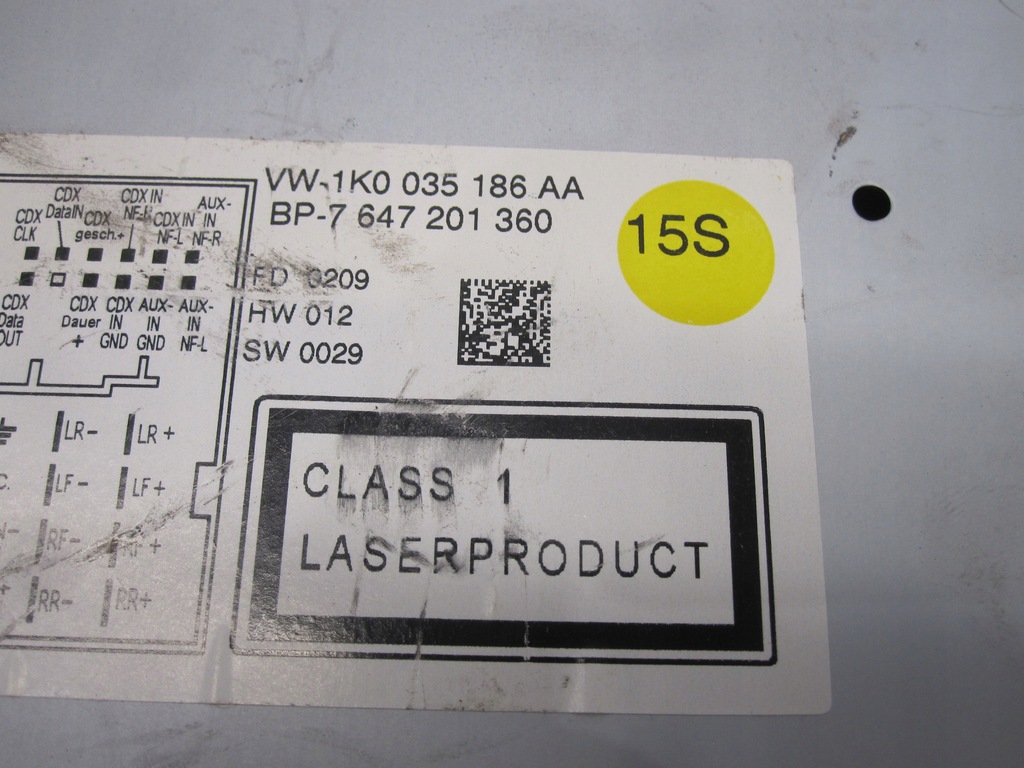 VW-1K0 035 186 AA
BP-7 647 201 360
15S
FD 0209
HW 012
SW 0029
CDX CDX IN AUX-
CDX DataIN CDX NF-R CDX IN IN
CLK gesch.+ NF-L NF-R
CDX CDX CDX AUX- AUX-
Data Dauer IN IN IN
OUT + GND GND NF-L
LR- LR+
LF- LF+
RF- RF+
RR- RR+
CLASS 1
LASERPRODUCT